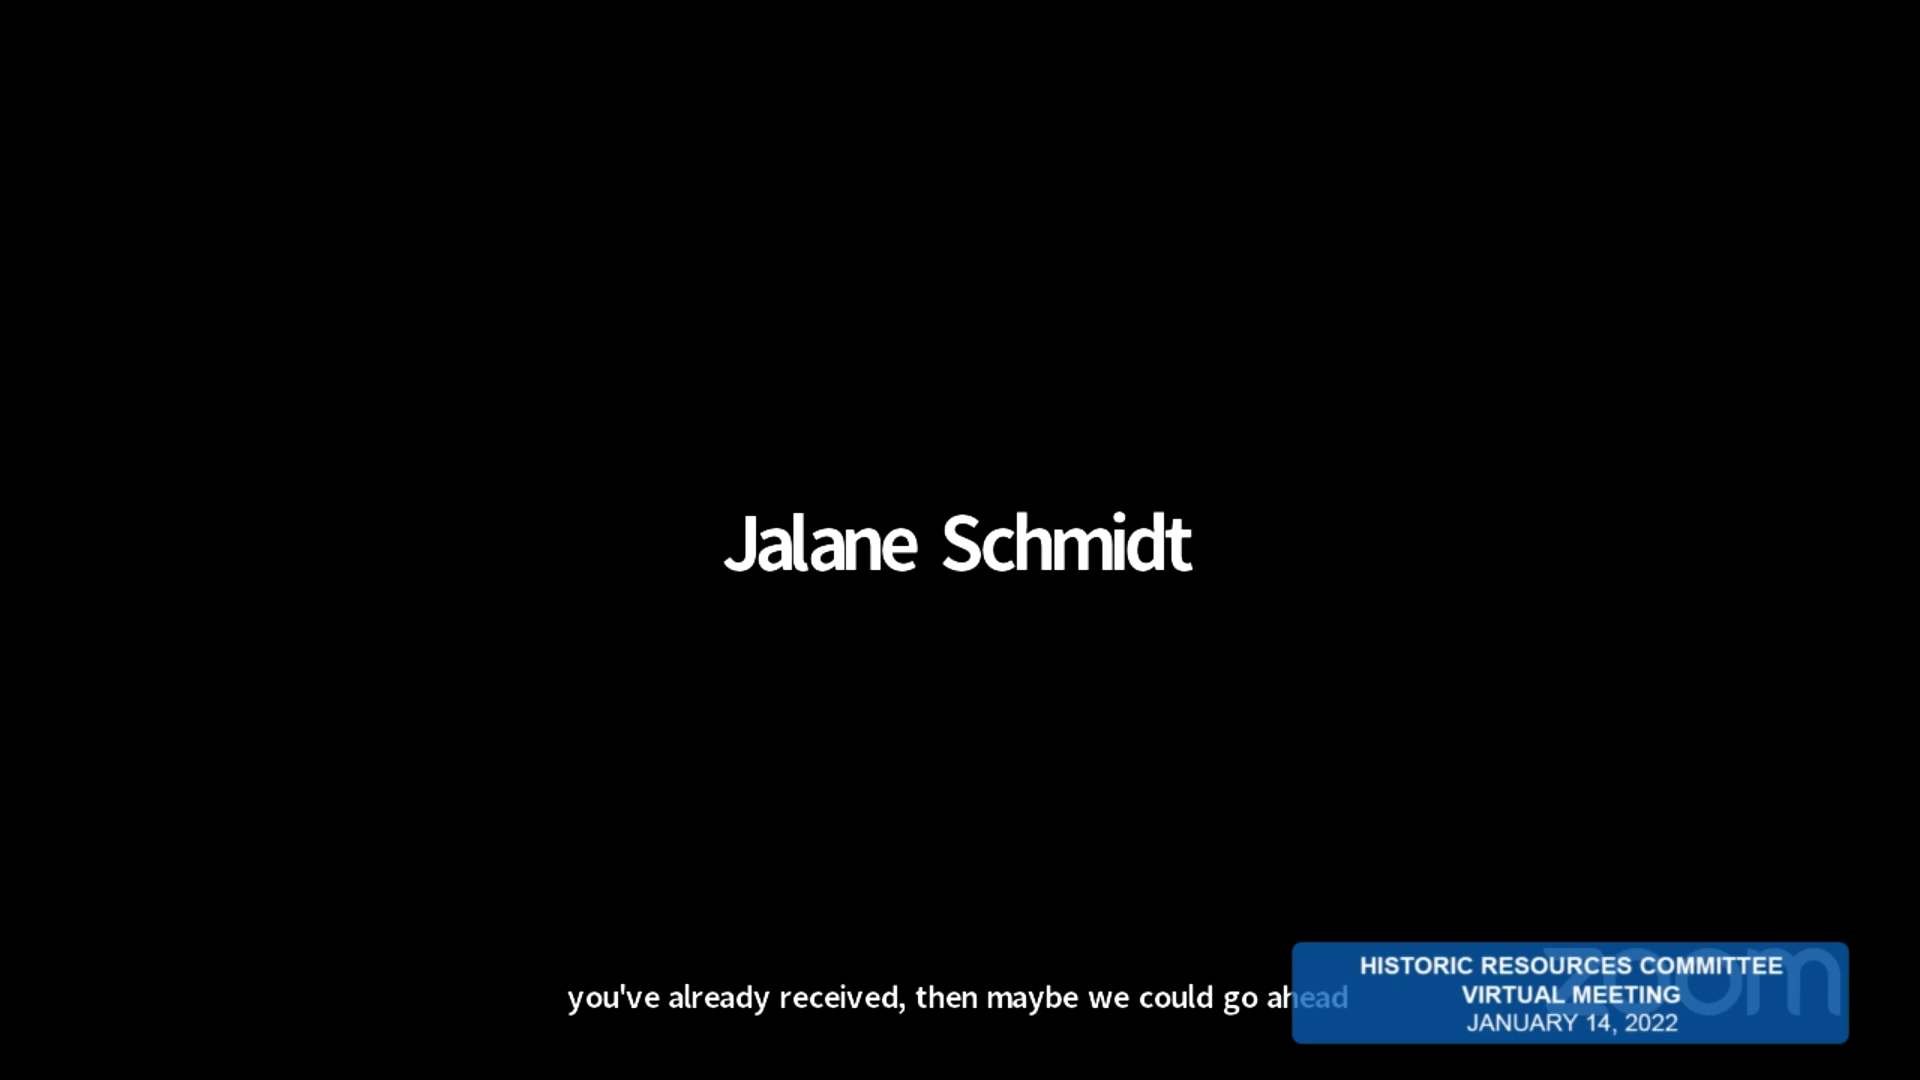 Jalane Schmidt
you've already received, then maybe we could go ahead
zoom
HISTORIC RESOURCES COMMITTEE
VIRTUAL MEETING
JANUARY 14, 2022